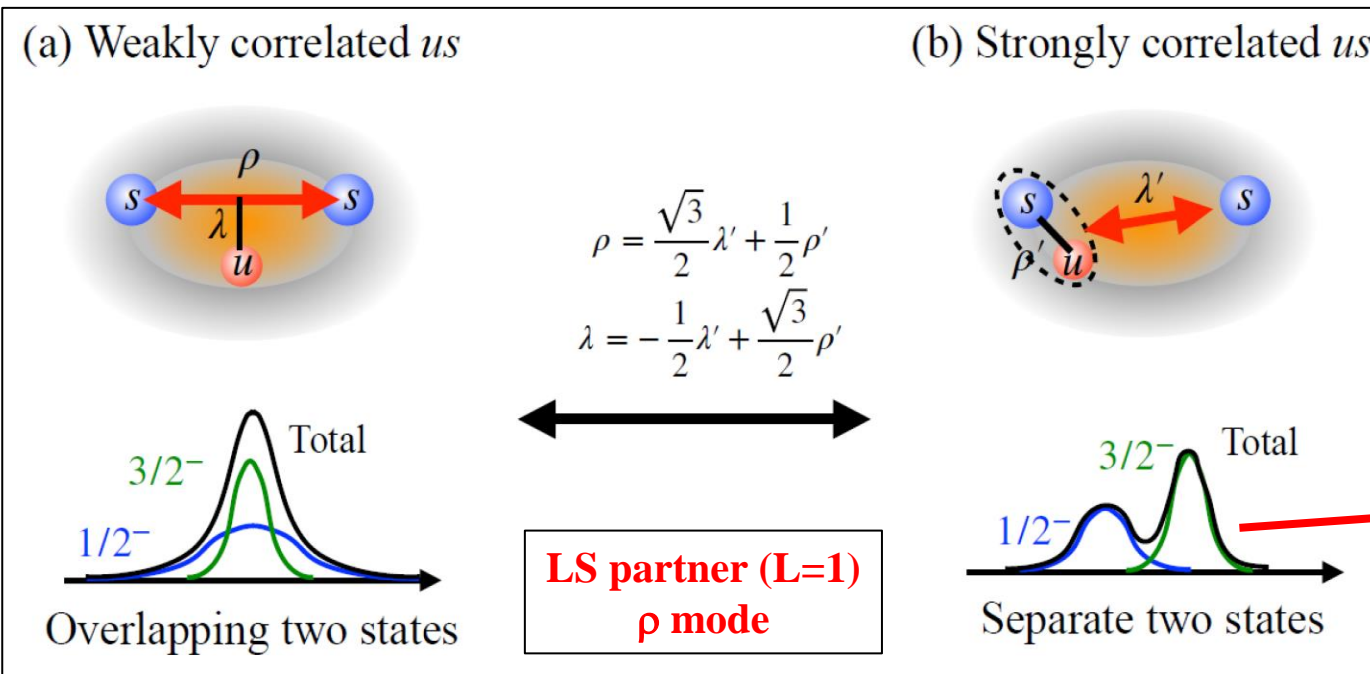 (a) Weakly correlated us
(b) Strongly correlated us
ρ
s
s
λ
u
ρ = √3/2 λ′ + 1/2 ρ′
λ = − 1/2 λ′ + √3/2 ρ′
λ′
s
s
ρ′
u
Total
3/2⁻
1/2⁻
Overlapping two states
LS partner (L=1)
ρ mode
3/2⁻
Total
1/2⁻
Separate two states